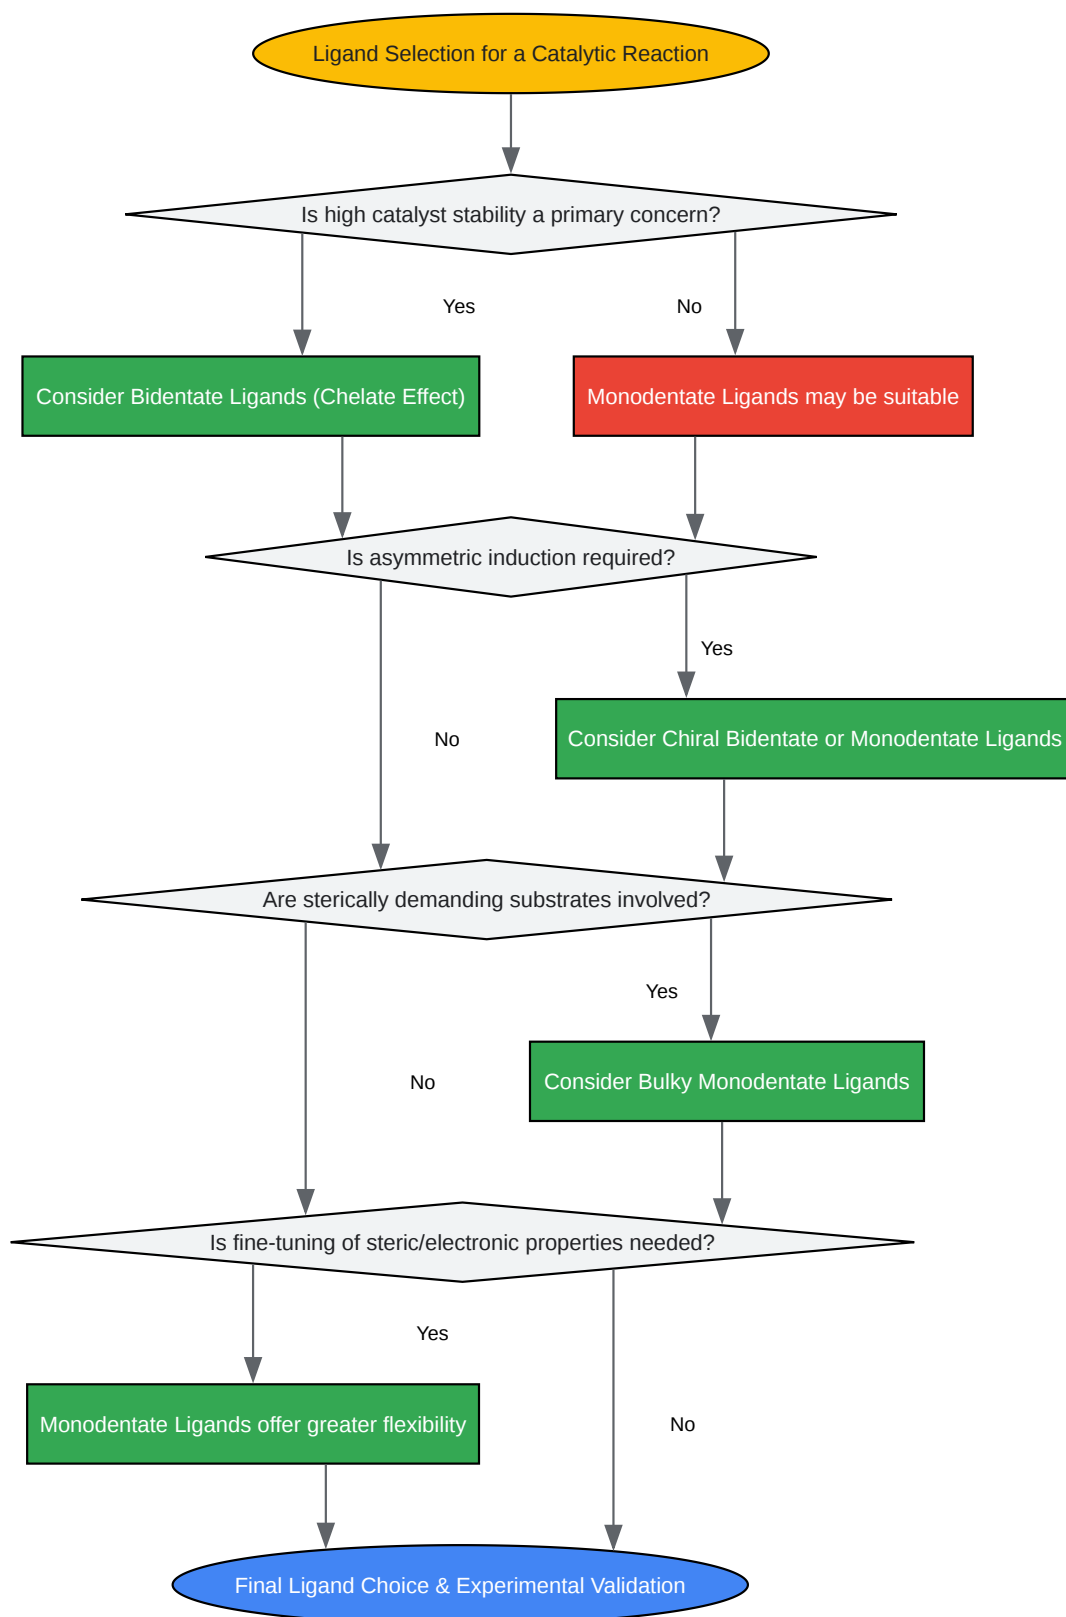 Ligand Selection for a Catalytic Reaction
Is high catalyst stability a primary concern?
Yes
No
Consider Bidentate Ligands (Chelate Effect)
Monodentate Ligands may be suitable
Is asymmetric induction required?
Yes
Consider Chiral Bidentate or Monodentate Ligands
No
Are sterically demanding substrates involved?
Yes
Consider Bulky Monodentate Ligands
No
Is fine-tuning of steric/electronic properties needed?
Yes
Monodentate Ligands offer greater flexibility
No
Final Ligand Choice & Experimental Validation